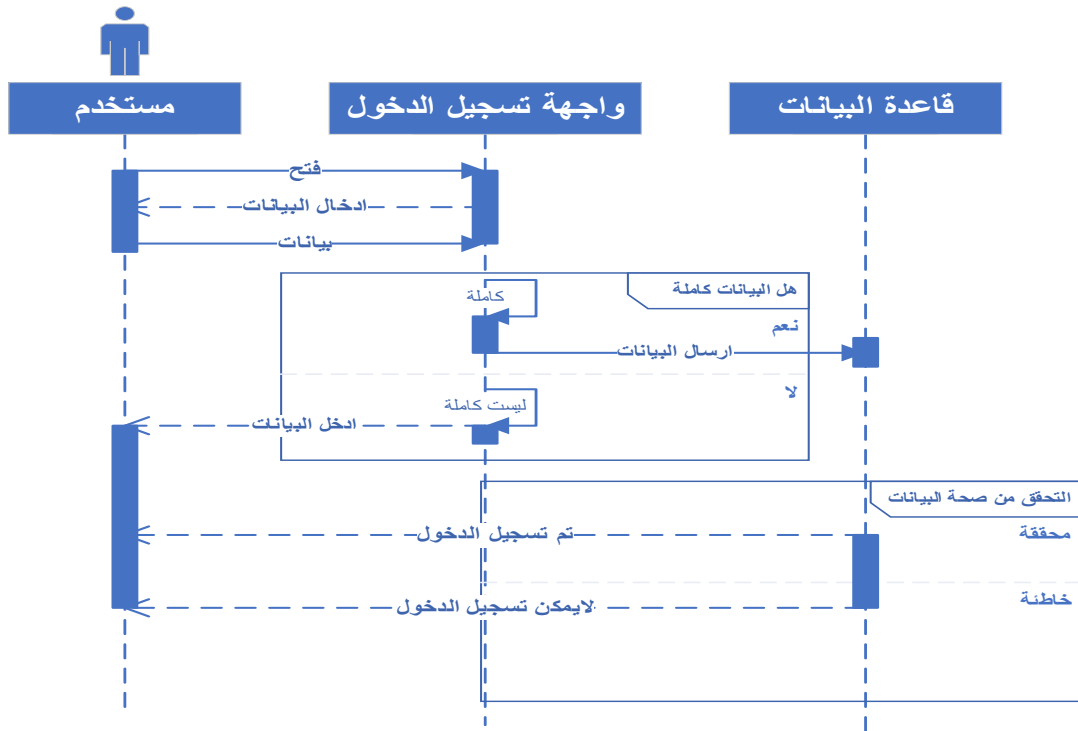 مستخدم
واجهة تسجيل الدخول
قاعدة البيانات
فتح
ادخال البيانات
بيانات
هل البيانات كاملة
كاملة
نعم
ارسال البيانات
لا
ليست كاملة
ادخل البيانات
التحقق من صحة البيانات
محققة
تم تسجيل الدخول
خاطئة
لايمكن تسجيل الدخول